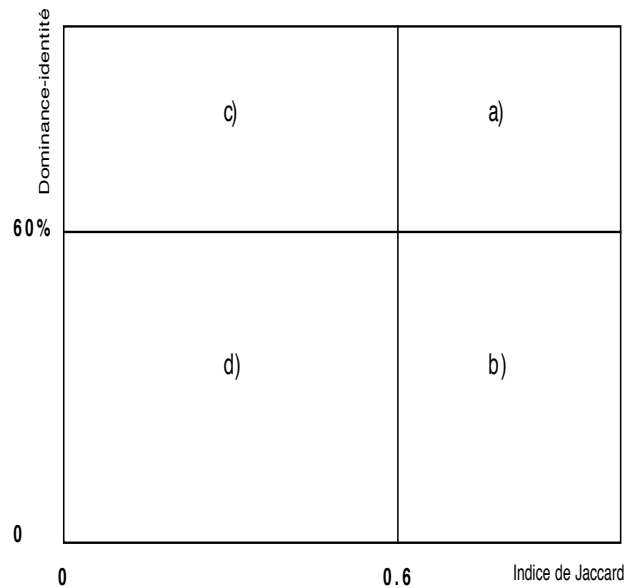 Dominance-identité
c)
a)
60%
d)
b)
0
0
0.6
Indice de Jaccard